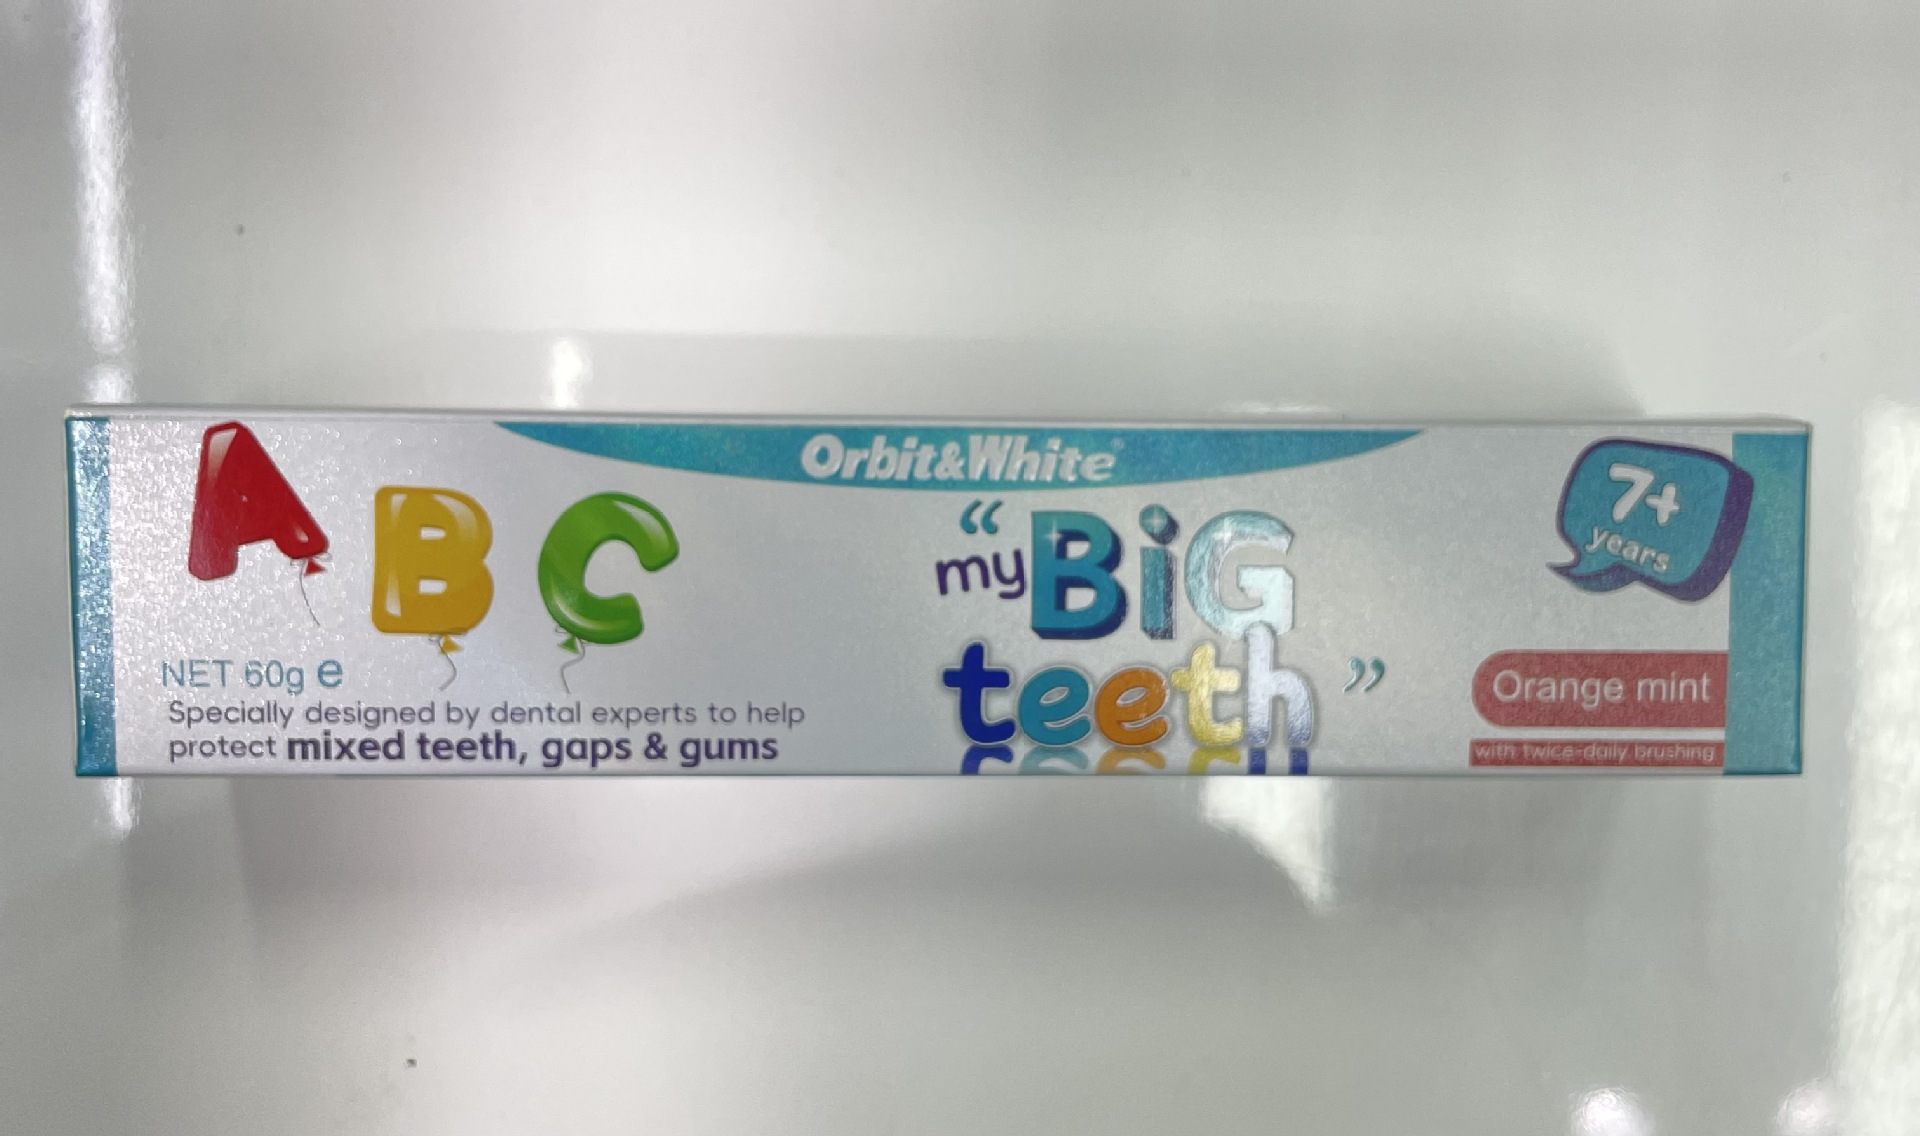 Orbit&White
A B C
"my BiG
teeth"
7+
years
NET 60g e
Specially designed by dental experts to help
protect mixed teeth, gaps & gums
Orange mint
with twice-daily brushing